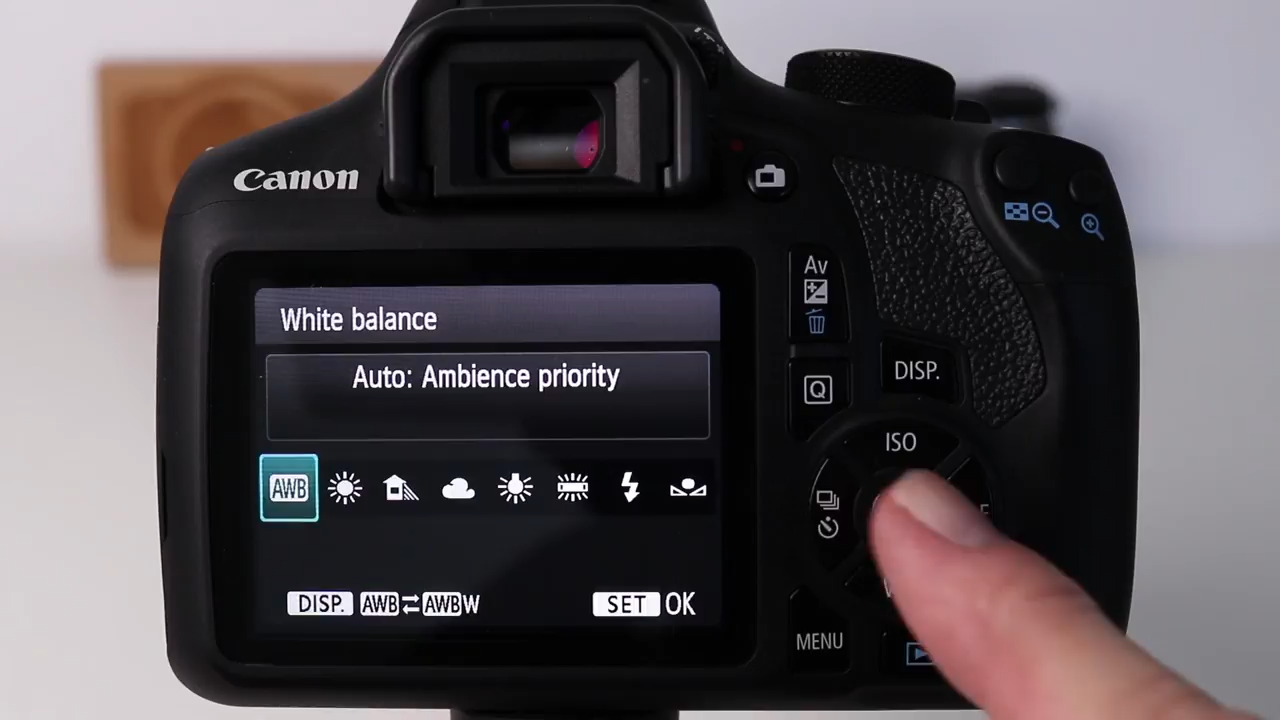 Canon
White balance
Auto: Ambience priority
AWB
DISP. AWB⇄AWBW
SET OK
Av
Q
DISP.
ISO
MENU